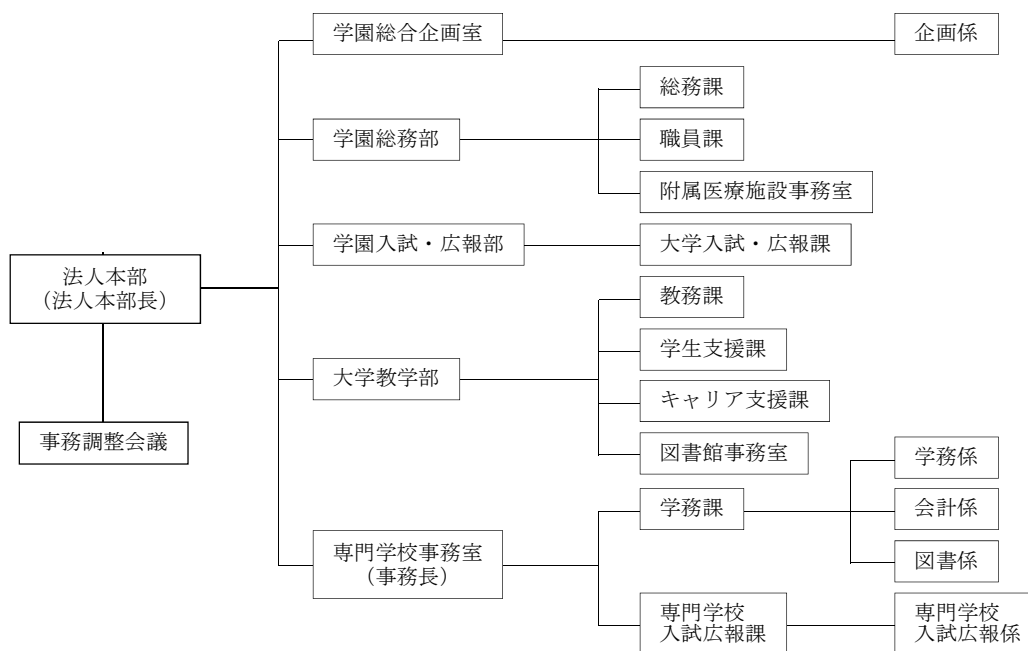 学園総合企画室
企画係
総務課
学園総務部
職員課
附属医療施設事務室
学園入試・広報部
大学入試・広報課
法人本部
（法人本部長）
教務課
学生支援課
大学教学部
キャリア支援課
事務調整会議
図書館事務室
学務係
学務課
会計係
専門学校事務室
（事務長）
図書係
専門学校
入試広報課
専門学校
入試広報係